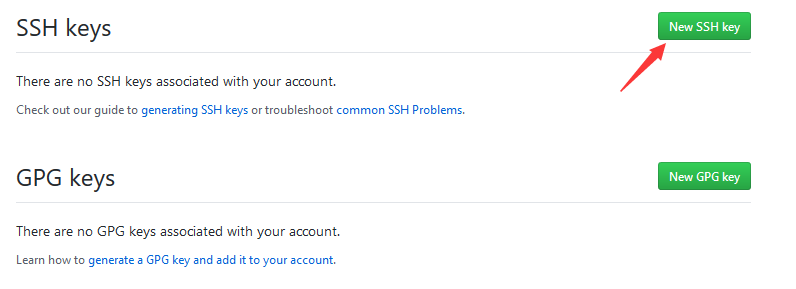 SSH keys
New SSH key
There are no SSH keys associated with your account.
Check out our guide to generating SSH keys or troubleshoot common SSH Problems.
GPG keys
New GPG key
There are no GPG keys associated with your account.
Learn how to generate a GPG key and add it to your account.